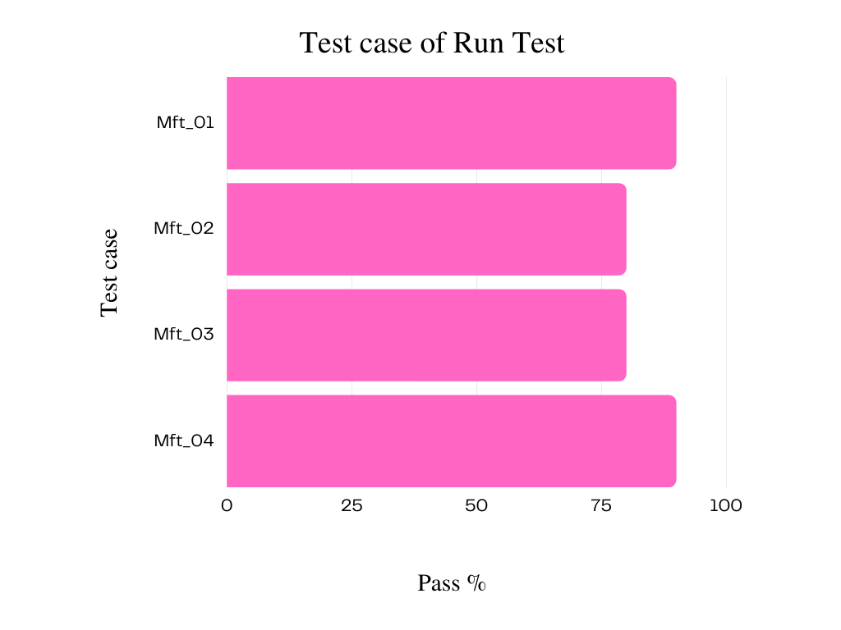 Test case of Run Test
Mft_01
Mft_02
Test case
Mft_03
Mft_04
0 25 50 75 100
Pass %